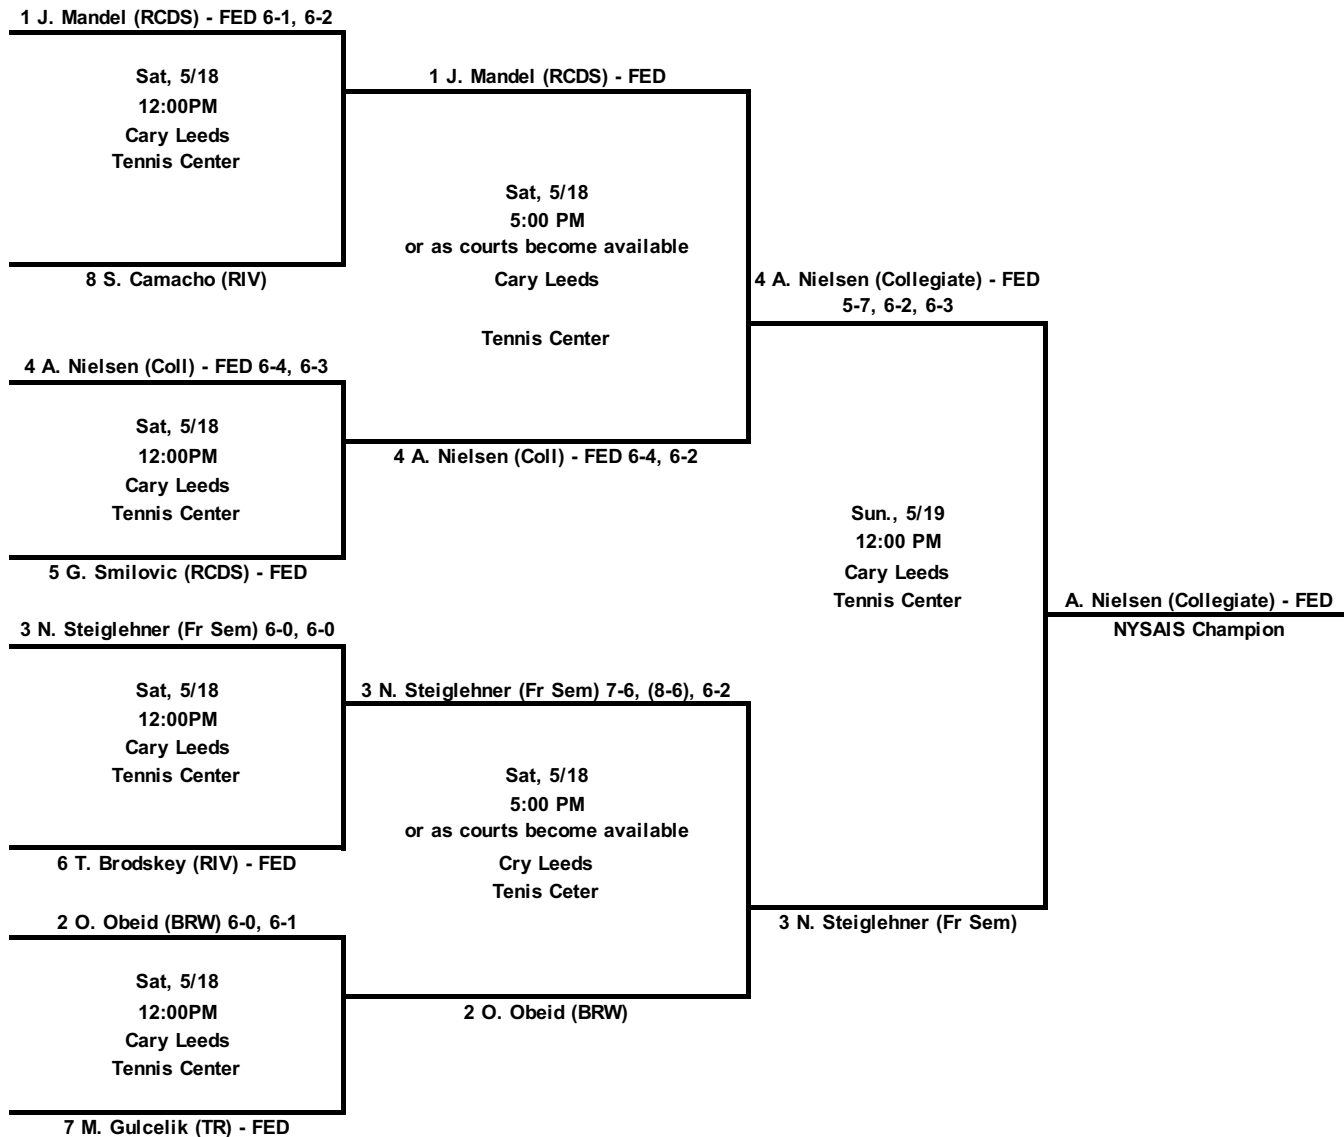 1 J. Mandel (RCDS) - FED 6-1, 6-2
Sat, 5/18
12:00PM
Cary Leeds
Tennis Center
8 S. Camacho (RIV)
4 A. Nielsen (Coll) - FED 6-4, 6-3
Sat, 5/18
12:00PM
Cary Leeds
Tennis Center
5 G. Smilovic (RCDS) - FED
3 N. Steiglehner (Fr Sem) 6-0, 6-0
Sat, 5/18
12:00PM
Cary Leeds
Tennis Center
6 T. Brodskey (RIV) - FED
2 O. Obeid (BRW) 6-0, 6-1
Sat, 5/18
12:00PM
Cary Leeds
Tennis Center
7 M. Gulcelik (TR) - FED
1 J. Mandel (RCDS) - FED
Sat, 5/18
5:00 PM
or as courts become available
Cary Leeds
Tennis Center
4 A. Nielsen (Coll) - FED 6-4, 6-2
3 N. Steiglehner (Fr Sem) 7-6, (8-6), 6-2
Sat, 5/18
5:00 PM
or as courts become available
Cry Leeds
Tenis Ceter
2 O. Obeid (BRW)
4 A. Nielsen (Collegiate) - FED
5-7, 6-2, 6-3
Sun., 5/19
12:00 PM
Cary Leeds
Tennis Center
3 N. Steiglehner (Fr Sem)
A. Nielsen (Collegiate) - FED
NYSAIS Champion